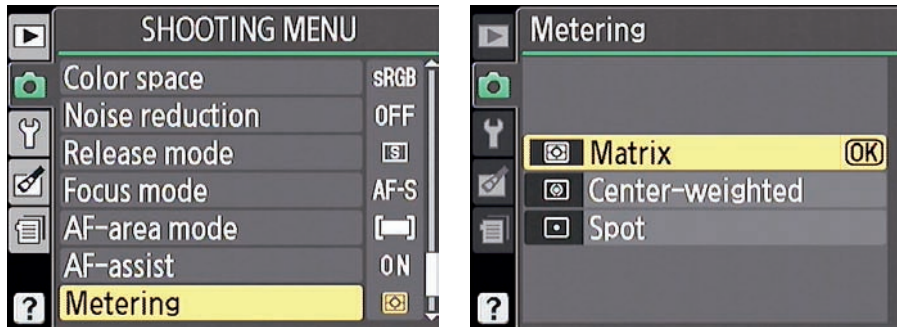 SHOOTING MENU
Color space sRGB
Noise reduction OFF
Release mode S
Focus mode AF-S
AF-area mode [ ]
AF-assist ON
Metering
?
Metering
Matrix OK
Center-weighted
Spot
?